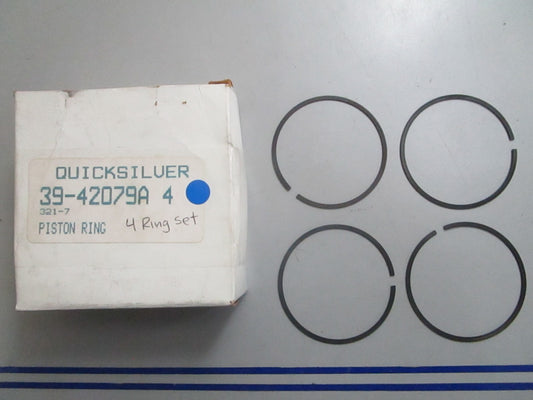 QUICKSILVER
39-42079A 4
321-7
PISTON RING 4 Ring set